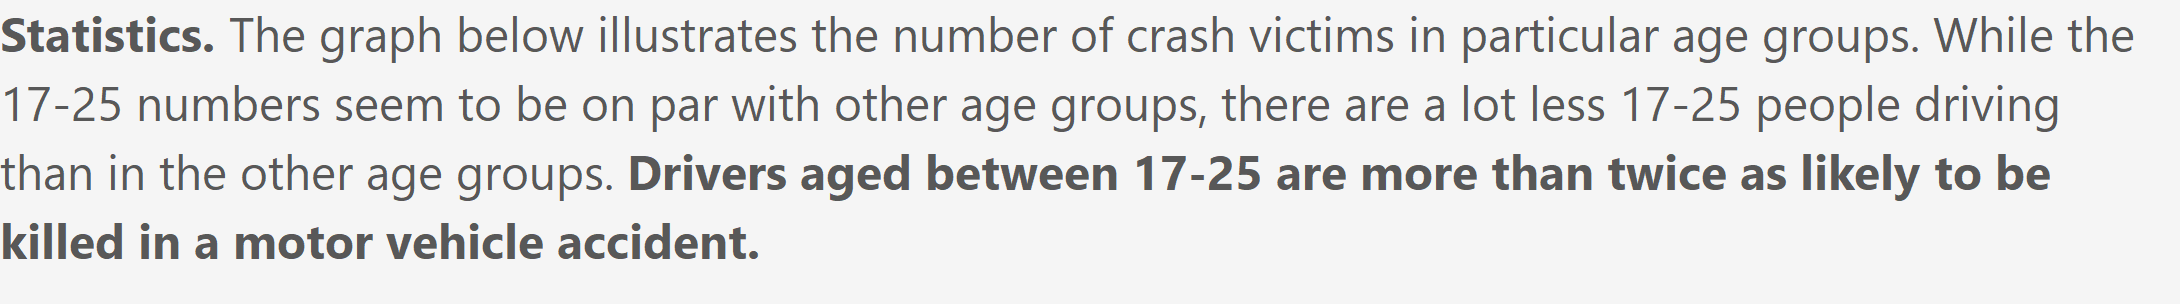 Statistics. The graph below illustrates the number of crash victims in particular age groups. While the
17-25 numbers seem to be on par with other age groups, there are a lot less 17-25 people driving
than in the other age groups. Drivers aged between 17-25 are more than twice as likely to be
killed in a motor vehicle accident.